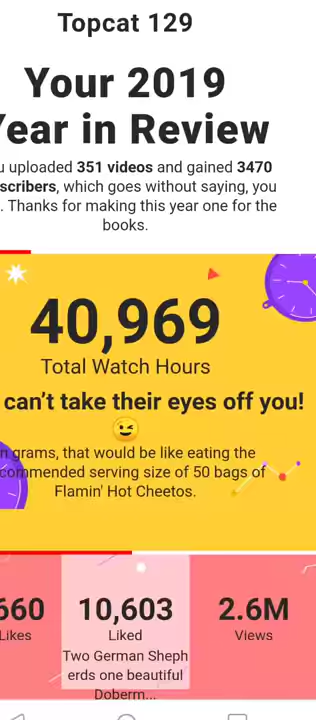 Topcat 129
Your 2019
Year in Review
u uploaded 351 videos and gained 3470
scribers, which goes without saying, you
. Thanks for making this year one for the
books.
40,969
Total Watch Hours
can’t take their eyes off you!
😉
n grams, that would be like eating the
commended serving size of 50 bags of
Flamin' Hot Cheetos.
660 10,603 2.6M
Likes Liked Views
Two German Sheph
erds one beautiful
Doberm...